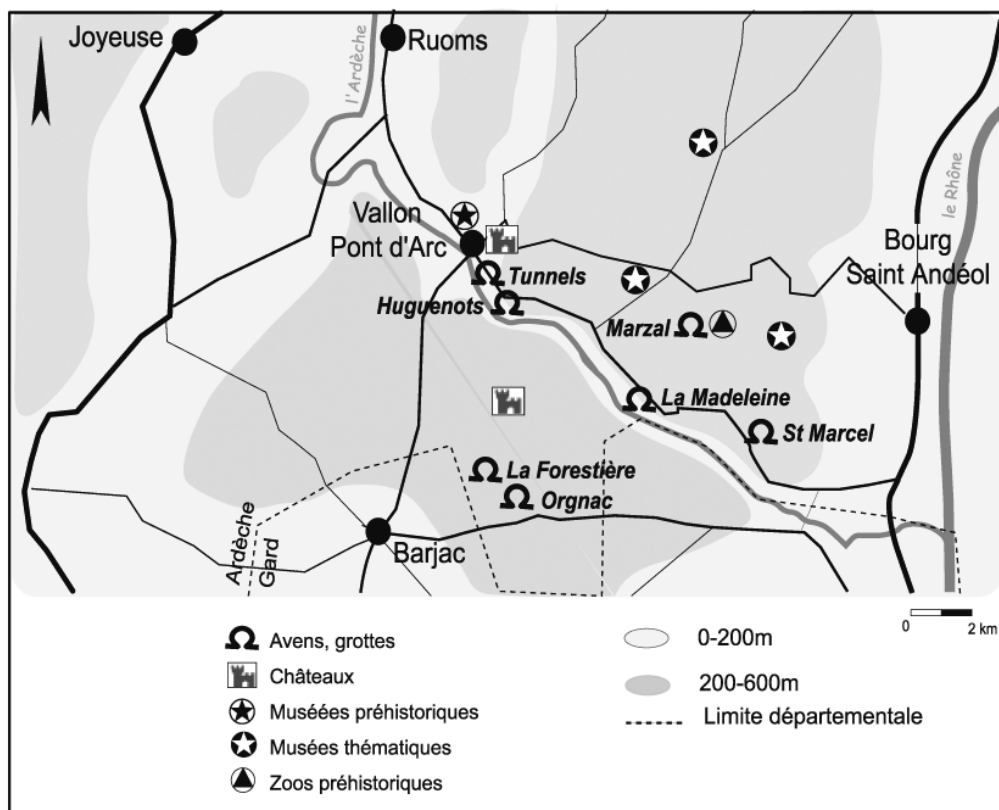 Joyeuse
Ruoms
l'Ardèche
le Rhône
Vallon
Pont d'Arc
Bourg
Saint Andéol
Tunnels
Huguenots
Marzal
La Madeleine
St Marcel
La Forestière
Orgnac
Ardèche
Gard
Barjac
0 2 km
Avens, grottes
Châteaux
Muséées préhistoriques
Musées thématiques
Zoos préhistoriques
0-200m
200-600m
Limite départementale